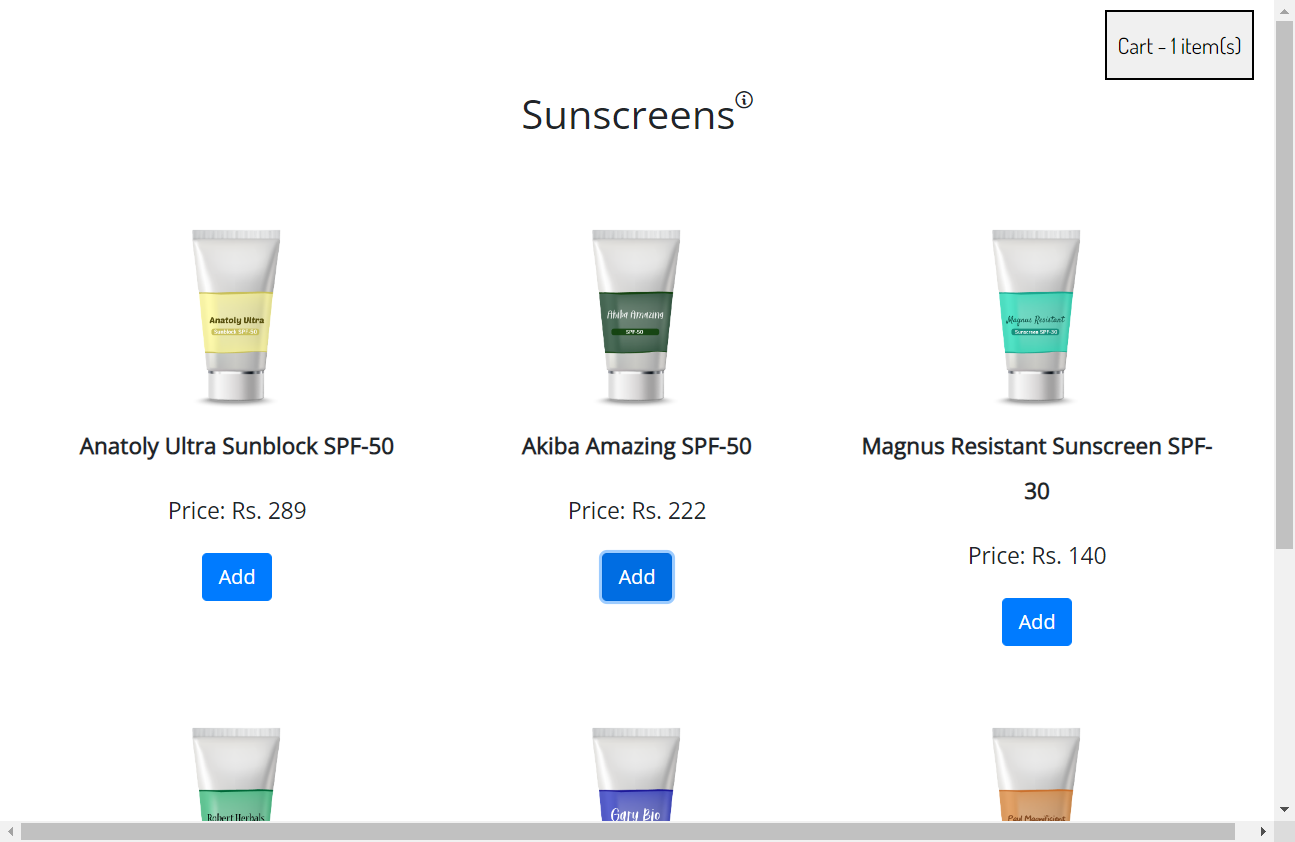 Cart - 1 item(s)
Sunscreens
Anatoly Ultra
Sunblock SPF-50
Akiba Amazing
SPF-50
Magnus Resistant
Sunscreen SPF-30
Anatoly Ultra Sunblock SPF-50
Akiba Amazing SPF-50
Magnus Resistant Sunscreen SPF-
30
Price: Rs. 289
Price: Rs. 222
Price: Rs. 140
Add
Add
Add
Robert Herbals
Gary Bio
Paul Magnificient